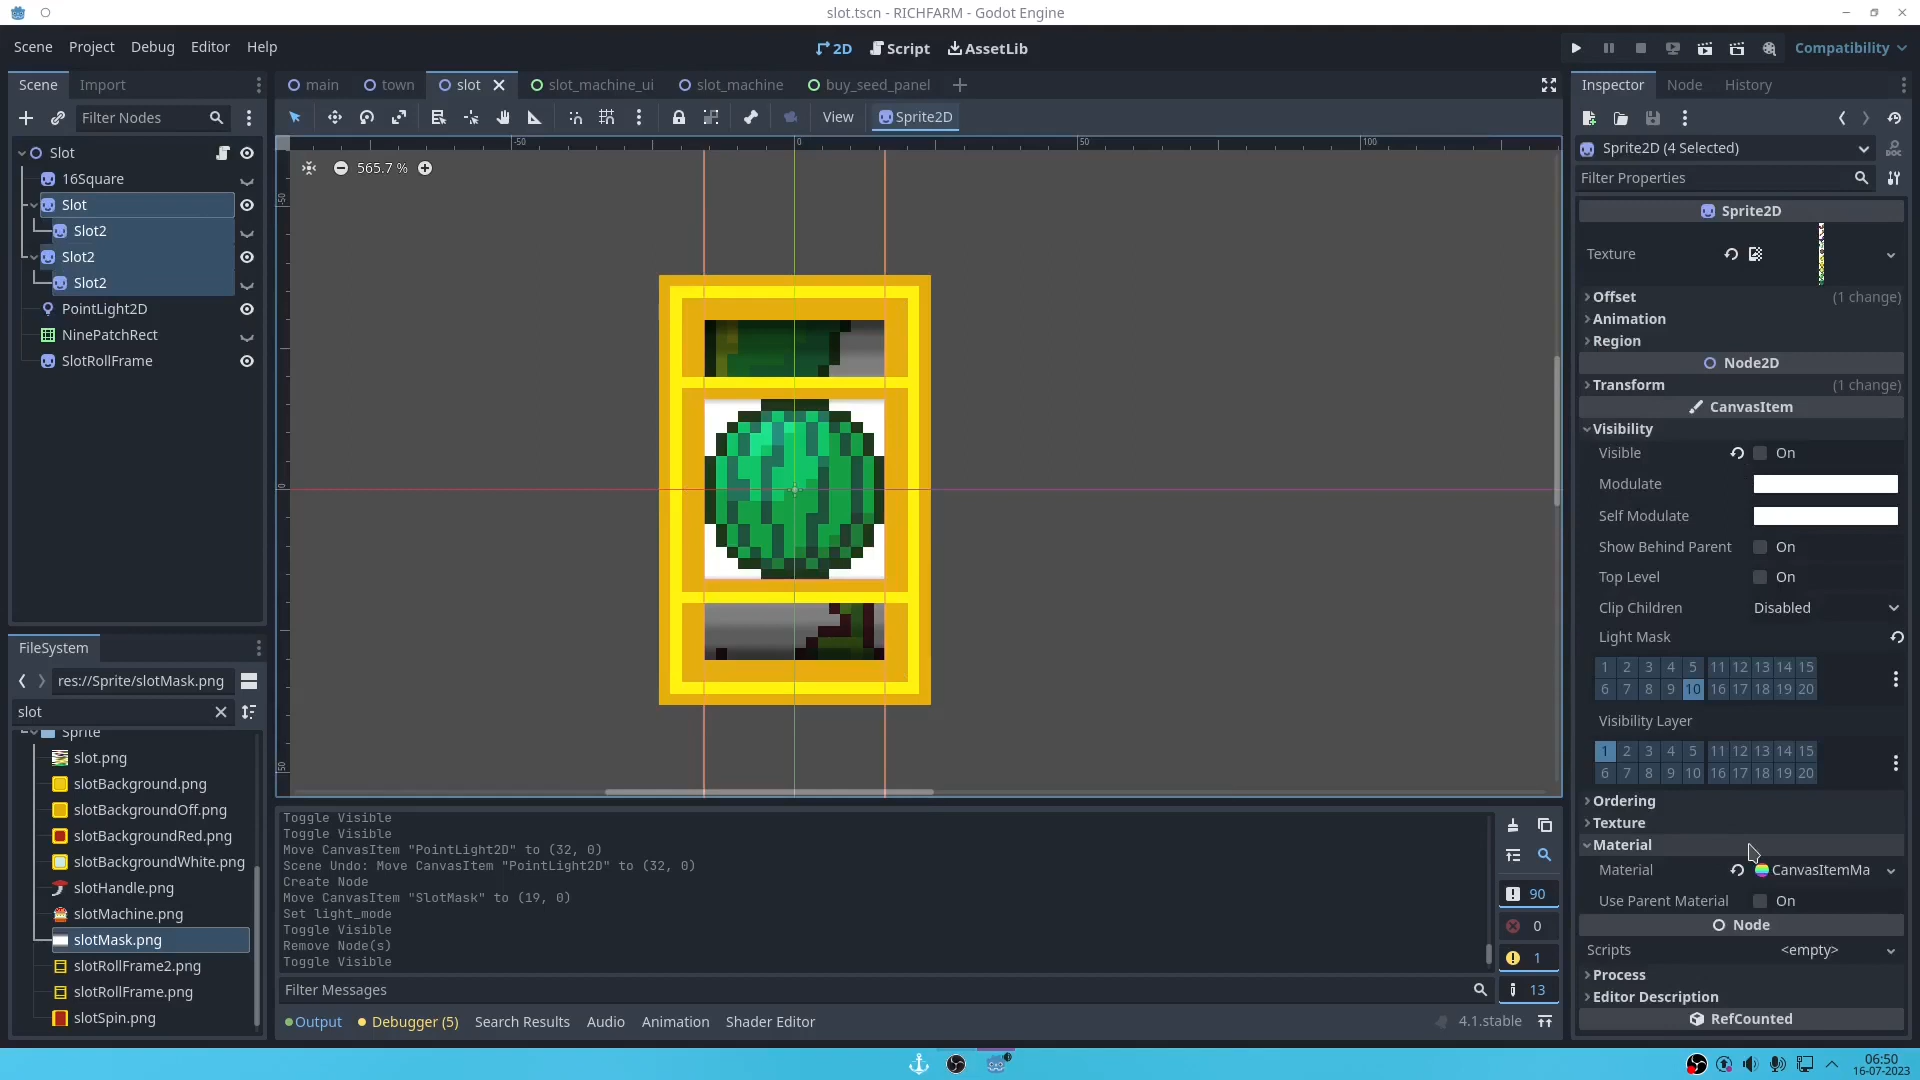 slot.tscn - RICHFARM - Godot Engine
Scene Project Debug Editor Help
2D Script AssetLib
Compatibility
Scene Import
main town slot slot_machine_ui slot_machine buy_seed_panel
Inspector Node History
Filter Nodes
View Sprite2D
Slot
16Square
Slot
Slot2
Slot2
Slot2
PointLight2D
NinePatchRect
SlotRollFrame
-50 0 50 100
-50
0
50
565.7 %
FileSystem
res://Sprite/slotMask.png
slot
Sprite
slot.png
slotBackground.png
slotBackgroundOff.png
slotBackgroundRed.png
slotBackgroundWhite.png
slotHandle.png
slotMachine.png
slotMask.png
slotRollFrame2.png
slotRollFrame.png
slotSpin.png
Toggle Visible
Toggle Visible
Move CanvasItem "PointLight2D" to (32, 0)
Scene Undo: Move CanvasItem "PointLight2D" to (32, 0)
Create Node
Move CanvasItem "SlotMask" to (19, 0)
Set light_mode
Toggle Visible
Remove Node(s)
Toggle Visible
90
0
1
13
Filter Messages
Output Debugger (5) Search Results Audio Animation Shader Editor
4.1.stable
Sprite2D (4 Selected)
DOC
Filter Properties
Sprite2D
Texture
Offset (1 change)
Animation
Region
Node2D
Transform (1 change)
CanvasItem
Visibility
Visible On
Modulate
Self Modulate
Show Behind Parent On
Top Level On
Clip Children Disabled
Light Mask
1 2 3 4 5 11 12 13 14 15
6 7 8 9 10 16 17 18 19 20
Visibility Layer
1 2 3 4 5 11 12 13 14 15
6 7 8 9 10 16 17 18 19 20
Ordering
Texture
Material
Material CanvasItemMa
Use Parent Material On
Node
Scripts <empty>
Process
Editor Description
RefCounted
06:50
16-07-2023